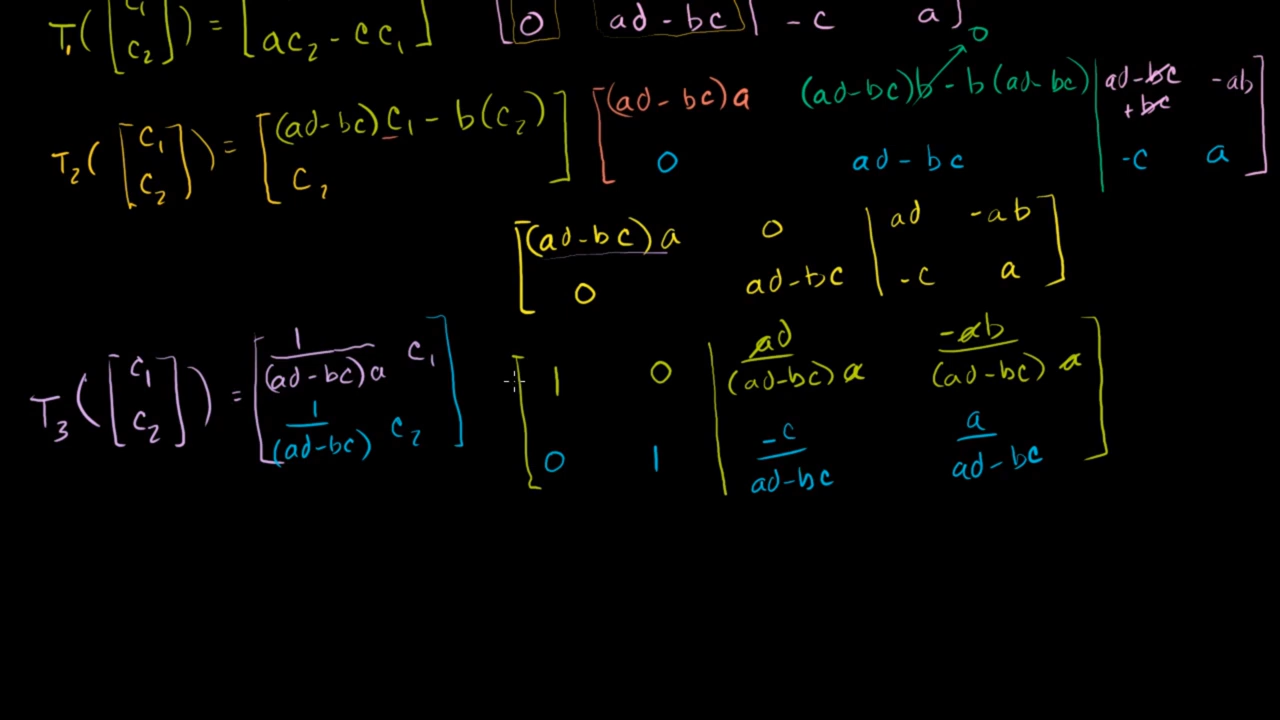 T₁([c₁ c₂]) = [ac₂ - cc₁] [0 ad - bc | -c a]
0
T₂([c₁ c₂]) = [(ad-bc)c₁ - b(c₂) c₂] [(ad - bc)a (ad-bc)b - b(ad-bc) | ad-bc + bc -ab
0 ad - bc | -c a]
[(ad-bc)a 0 | ad -ab
0 ad-bc | -c a]
T₃([c₁ c₂]) = [1/((ad-bc)a) c₁ 1/(ad-bc) c₂] [1 0 | ad/((ad-bc)a) -ab/((ad-bc)a)
0 1 | -c/(ad-bc) a/(ad-bc)]